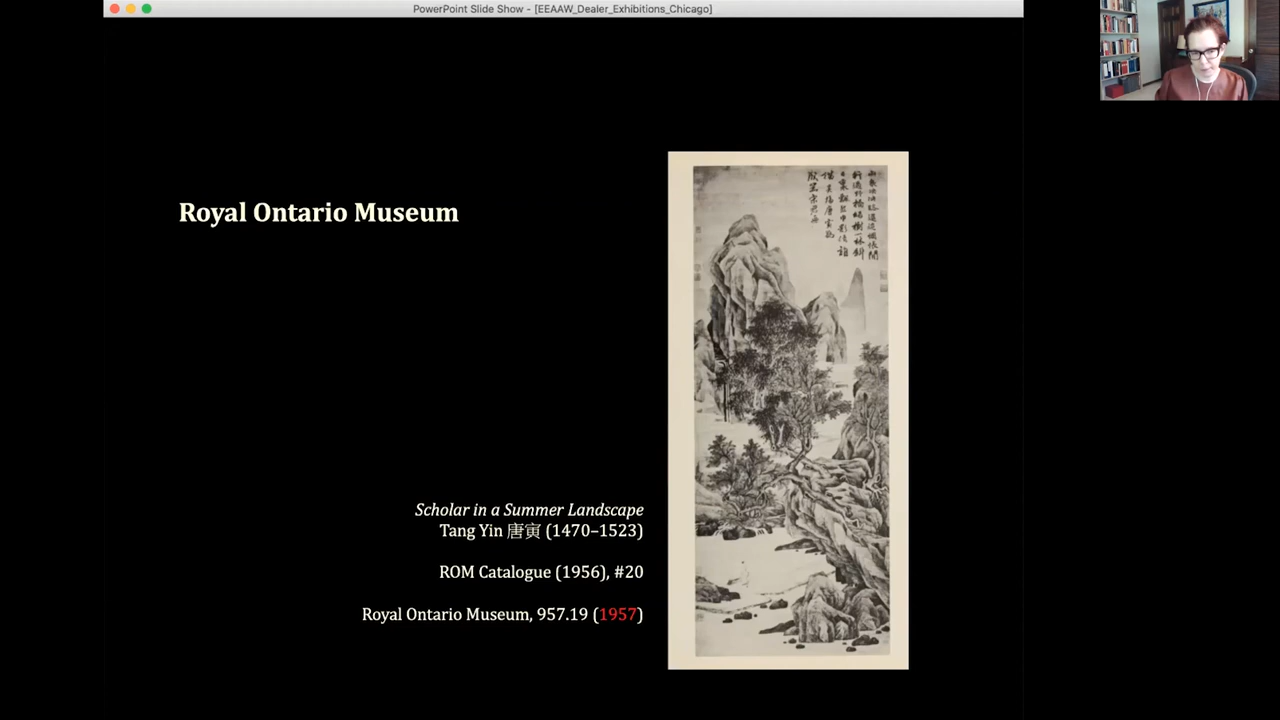 PowerPoint Slide Show - [EEAAW_Dealer_Exhibitions_Chicago]
Royal Ontario Museum
Scholar in a Summer Landscape
Tang Yin 唐寅 (1470–1523)
ROM Catalogue (1956), #20
Royal Ontario Museum, 957.19 (1957)